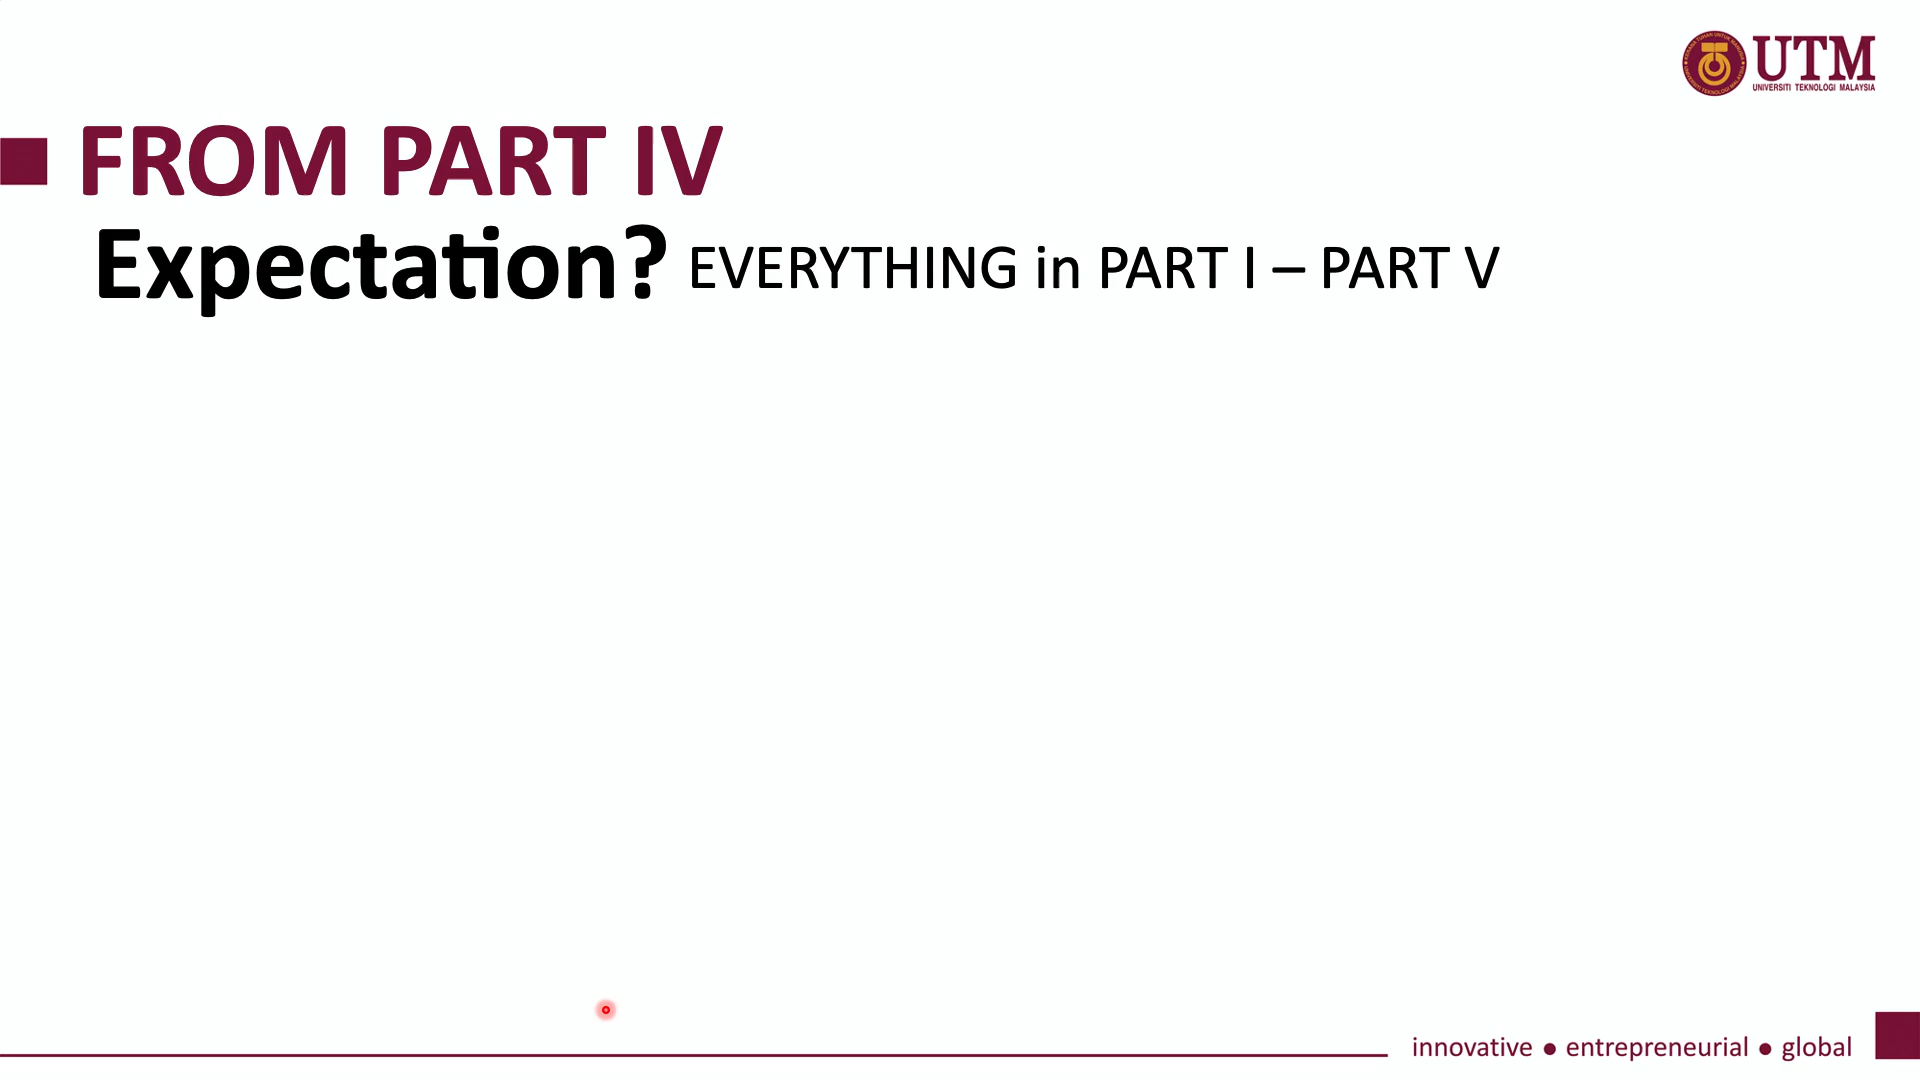 UTM
UNIVERSITI TEKNOLOGI MALAYSIA
FROM PART IV
Expectation? EVERYTHING in PART I – PART V
innovative ● entrepreneurial ● global